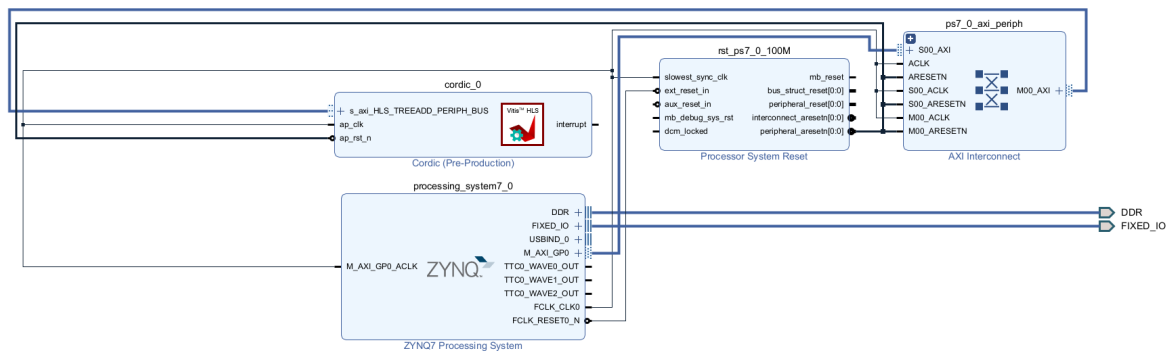 ps7_0_axi_periph
S00_AXI
ACLK
ARESETN
S00_ACLK
S00_ARESETN
M00_ACLK
M00_ARESETN
M00_AXI
AXI Interconnect
rst_ps7_0_100M
slowest_sync_clk
ext_reset_in
aux_reset_in
mb_debug_sys_rst
dcm_locked
mb_reset
bus_struct_reset[0:0]
peripheral_reset[0:0]
interconnect_aresetn[0:0]
peripheral_aresetn[0:0]
Processor System Reset
cordic_0
s_axi_HLS_TREEADD_PERIPH_BUS
ap_clk
ap_rst_n
Vitis™ HLS
interrupt
Cordic (Pre-Production)
processing_system7_0
M_AXI_GP0_ACLK
ZYNQ
DDR
FIXED_IO
USBIND_0
M_AXI_GP0
TTC0_WAVE0_OUT
TTC0_WAVE1_OUT
TTC0_WAVE2_OUT
FCLK_CLK0
FCLK_RESET0_N
ZYNQ7 Processing System
DDR
FIXED_IO